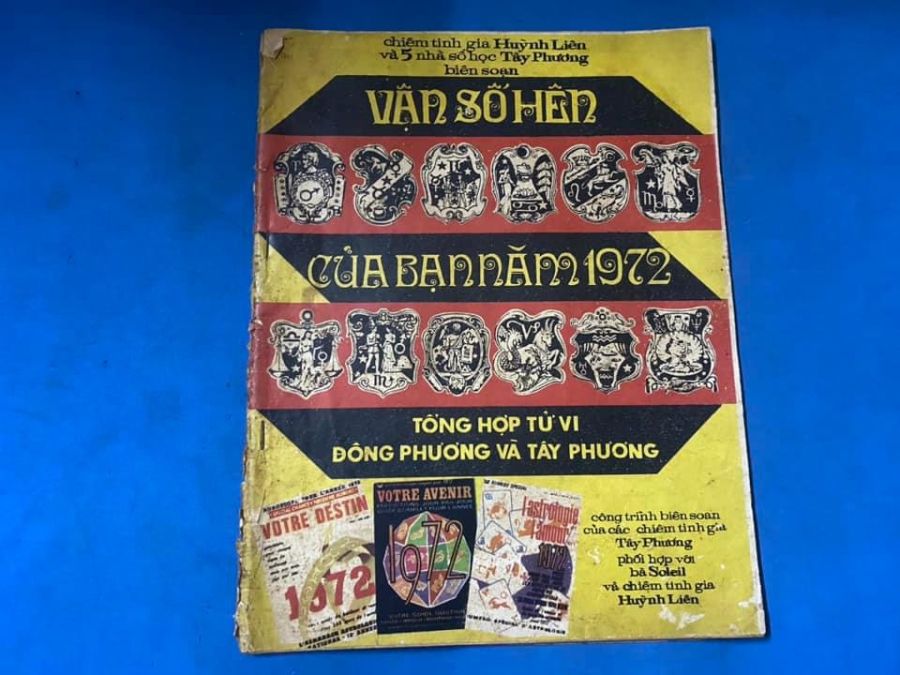 chiêm tinh gia Huỳnh Liên
và 5 nhà số học Tây Phương
biên soạn
VẬN SỐ HÊN
CỦA BẠN NĂM 1972
TỔNG HỢP TỬ VI
ĐÔNG PHƯƠNG VÀ TÂY PHƯƠNG
VOTRE DESTIN
1972
VOTRE AVENIR
1972
l'astrologie
l'amour
1972
công trình biên soạn
của các chiêm tinh gia
Tây Phương
phối hợp với
bà Soleil
và chiêm tinh gia
Huỳnh Liên